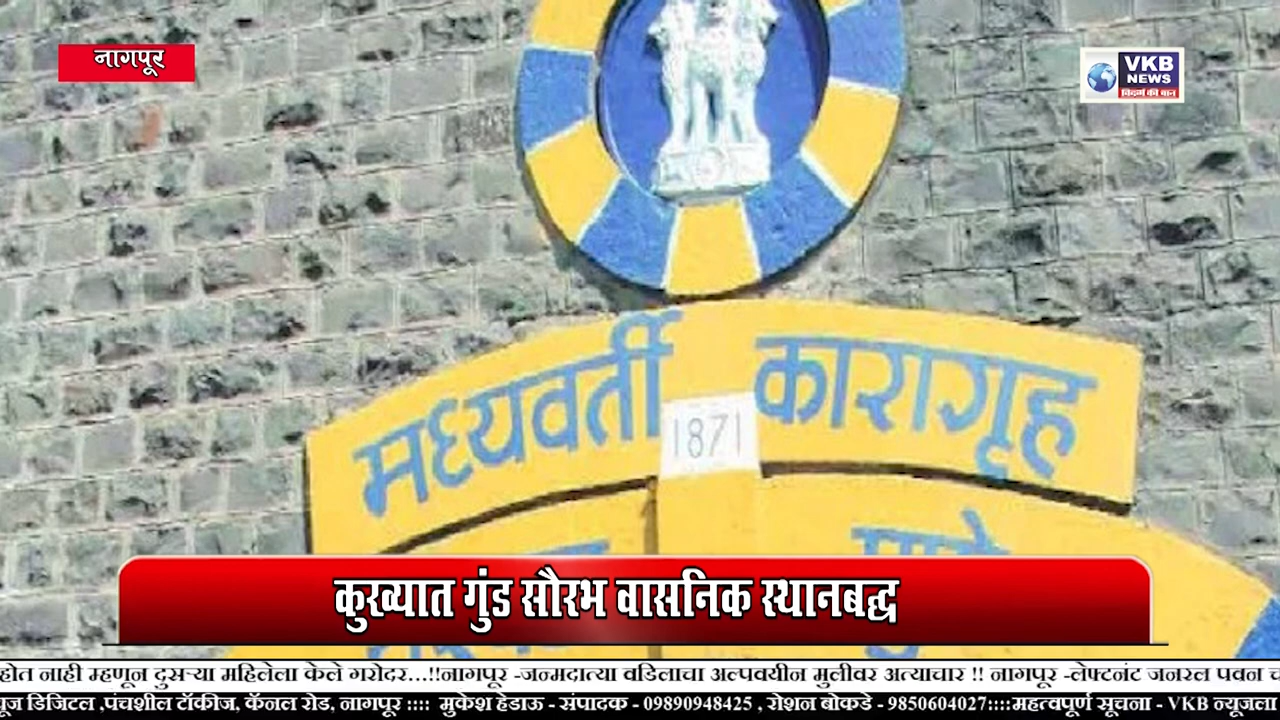 नागपूर
VKB
NEWS
विदर्भ की बात
मध्यवर्ती कारागृह
1871
कुख्यात गुंड सौरभ वासनिक स्थानबद्ध
होत नाही म्हणून दुसऱ्या महिलेला केले गरोदर...!!नागपूर -जन्मदात्या वडिलाचा अल्पवयीन मुलीवर अत्याचार !! नागपूर -लेफ्टनंट जनरल पवन च
यूज डिजिटल ,पंचशील टॉकीज, कॅनल रोड, नागपूर :::: मुकेश हेडाऊ - संपादक - 09890948425 , रोशन बोकडे - 9850604027::::महत्वपूर्ण सूचना - VKB न्यूजला